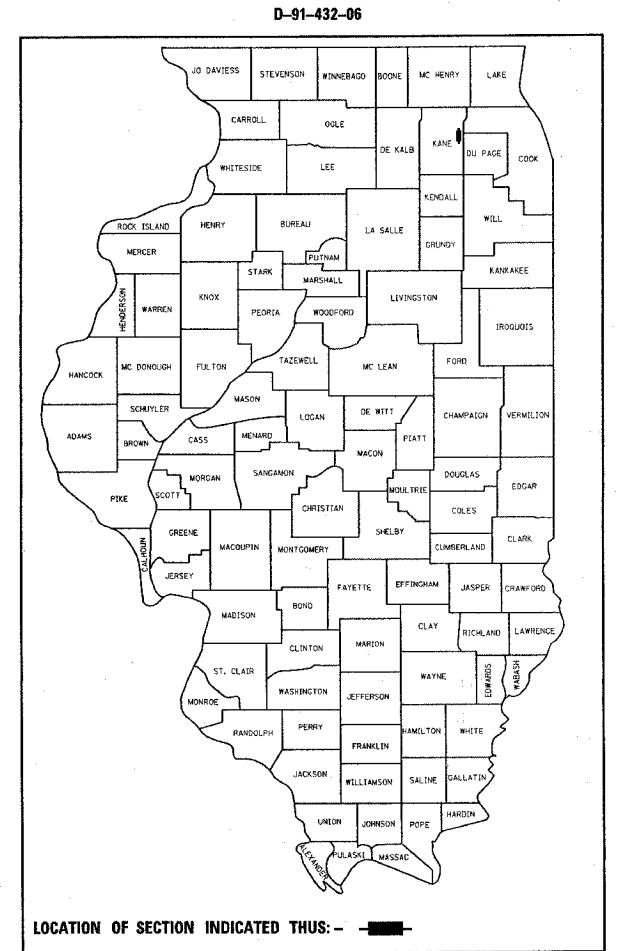 D-91-432-06
JO DAVIESS STEVENSON WINNEBAGO BOONE MC HENRY LAKE
CARROLL OGLE
DE KALB KANE DU PAGE COOK
WHITESIDE LEE
KENDALL
WILL
ROCK ISLAND HENRY BUREAU LA SALLE
GRUNDY
MERCER PUTNAM
STARK KANKAKEE
MARSHALL
HENDERSON WARREN KNOX LIVINGSTON
PEORIA WOODFORD
IROQUOIS
TAZEWELL FORD
HANCOCK MC DONOUGH FULTON MC LEAN
MASON
SCHUYLER DE WITT
LOGAN CHAMPAIGN VERMILION
ADAMS CASS MENARD PIATT
BROWN MACON
SANGAMON DOUGLAS
MORGAN MOULTRIE EDGAR
PIKE SCOTT
CHRISTIAN COLES
GREENE SHELBY
CALHOUN MACOUPIN MONTGOMERY CUMBERLAND CLARK
JERSEY
FAYETTE EFFINGHAM JASPER CRAWFORD
BOND
MADISON
CLAY
RICHLAND LAWRENCE
CLINTON MARION
ST. CLAIR WAYNE EDWARDS WABASH
WASHINGTON JEFFERSON
MONROE
RANDOLPH PERRY HAMILTON WHITE
FRANKLIN
JACKSON WILLIAMSON SALINE GALLATIN
HARDIN
UNION JOHNSON POPE
ALEXANDER PULASKI MASSAC
LOCATION OF SECTION INDICATED THUS:-